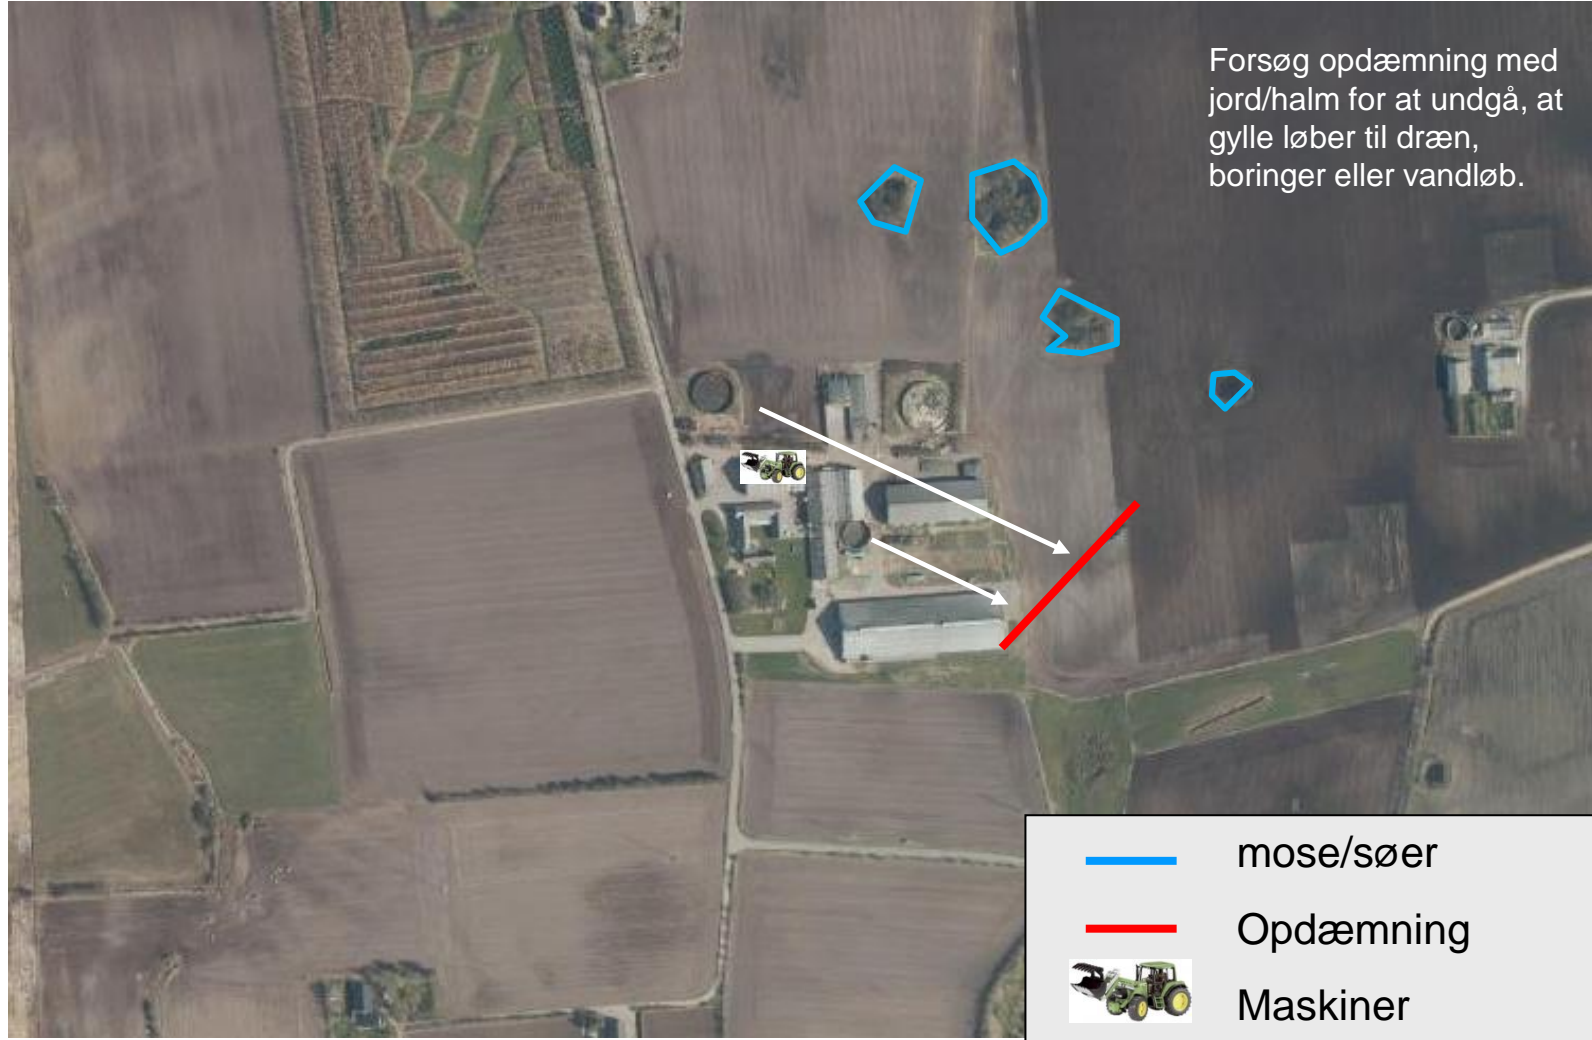 Forsøg opdæmning med
jord/halm for at undgå, at
gylle løber til dræn,
boringer eller vandløb.
mose/søer
Opdæmning
Maskiner